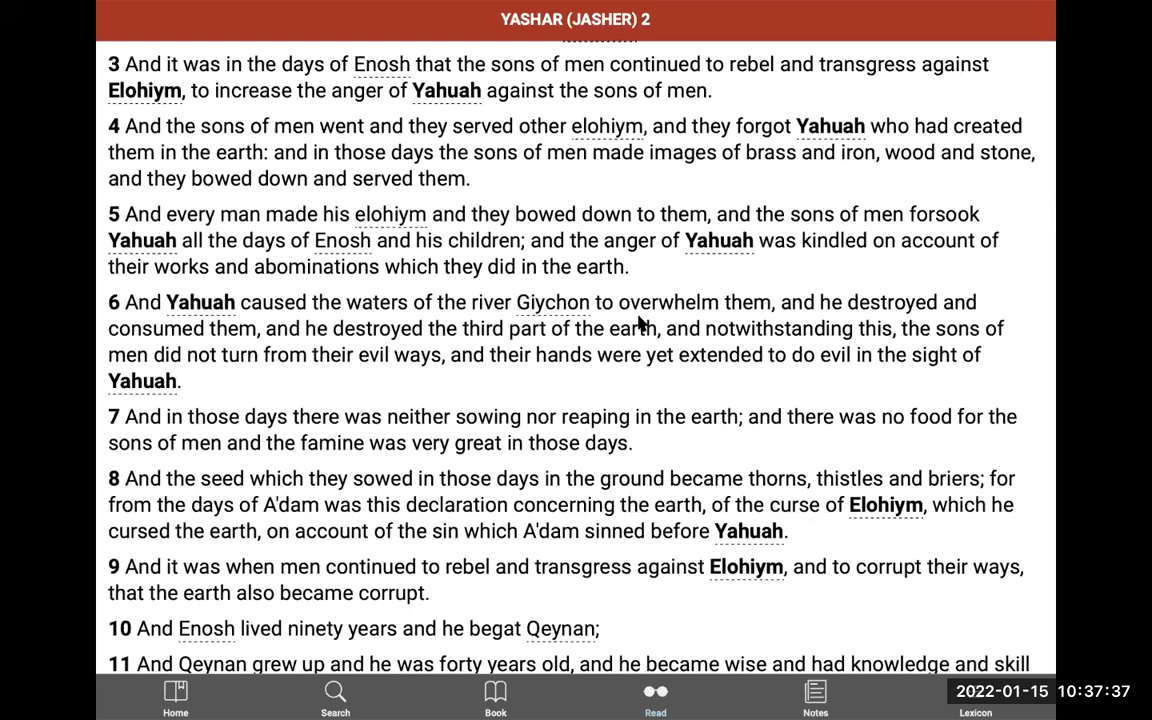 YASHAR (JASHER) 2
3 And it was in the days of Enosh that the sons of men continued to rebel and transgress against
Elohiym, to increase the anger of Yahuah against the sons of men.
4 And the sons of men went and they served other elohiym, and they forgot Yahuah who had created
them in the earth: and in those days the sons of men made images of brass and iron, wood and stone,
and they bowed down and served them.
5 And every man made his elohiym and they bowed down to them, and the sons of men forsook
Yahuah all the days of Enosh and his children; and the anger of Yahuah was kindled on account of
their works and abominations which they did in the earth.
6 And Yahuah caused the waters of the river Giychon to overwhelm them, and he destroyed and
consumed them, and he destroyed the third part of the earth, and notwithstanding this, the sons of
men did not turn from their evil ways, and their hands were yet extended to do evil in the sight of
Yahuah.
7 And in those days there was neither sowing nor reaping in the earth; and there was no food for the
sons of men and the famine was very great in those days.
8 And the seed which they sowed in those days in the ground became thorns, thistles and briers; for
from the days of A'dam was this declaration concerning the earth, of the curse of Elohiym, which he
cursed the earth, on account of the sin which A'dam sinned before Yahuah.
9 And it was when men continued to rebel and transgress against Elohiym, and to corrupt their ways,
that the earth also became corrupt.
10 And Enosh lived ninety years and he begat Qeynan;
11 And Qeynan grew up and he was forty years old, and he became wise and had knowledge and skill
2022-01-15 10:37:37
Home Search Book Read Notes Lexicon